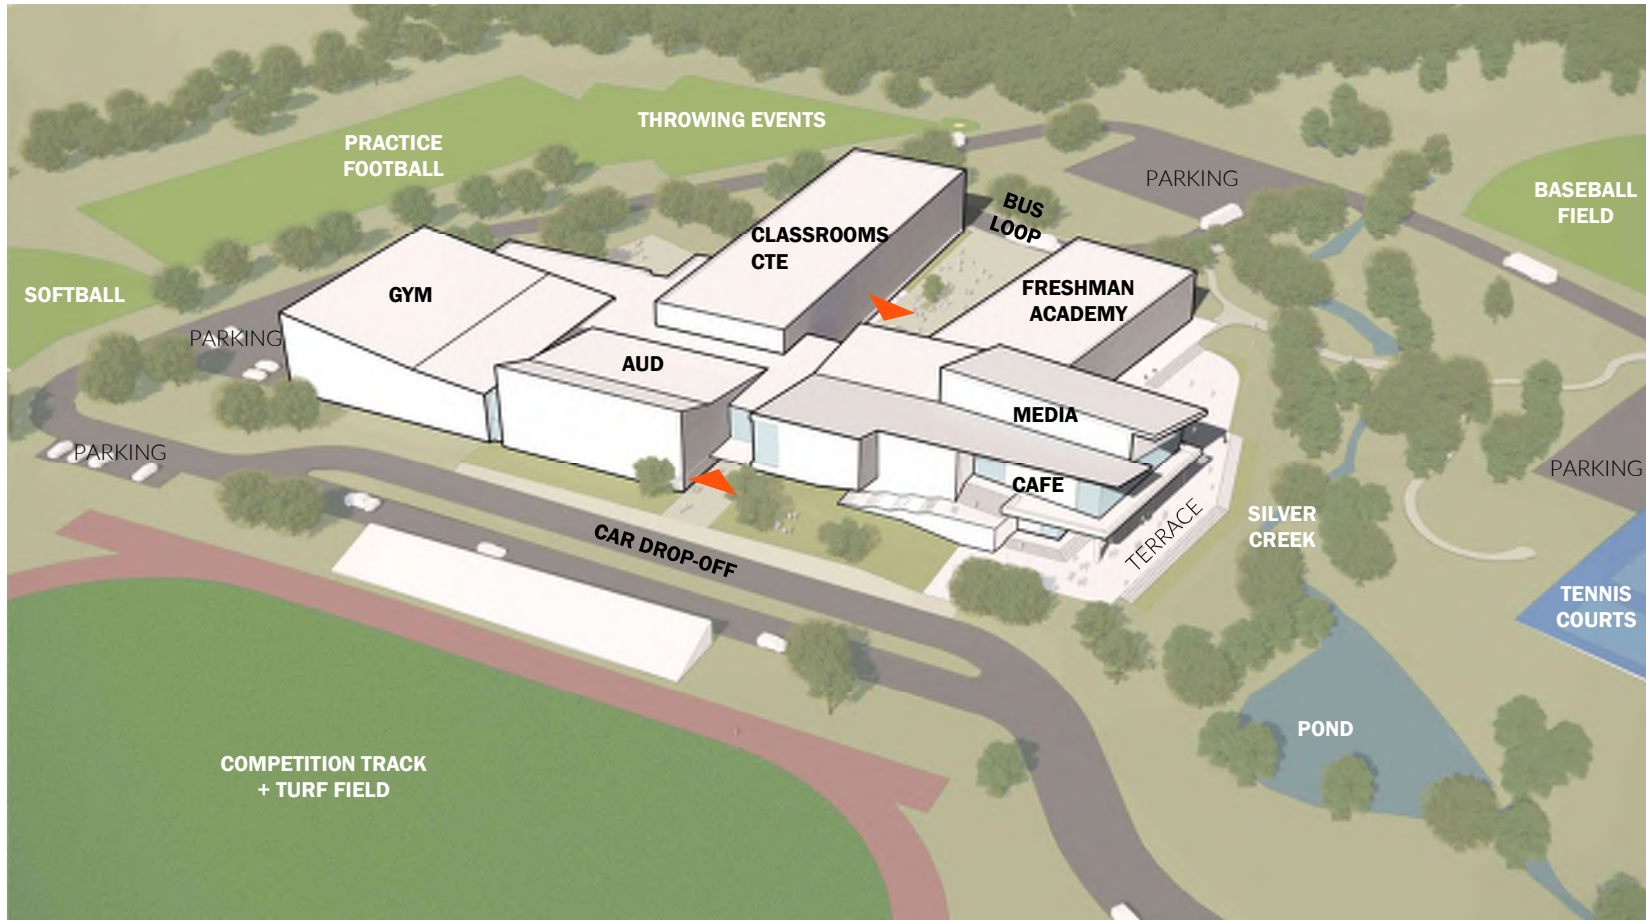 THROWING EVENTS
PRACTICE
FOOTBALL
PARKING
BASEBALL
FIELD
BUS
LOOP
CLASSROOMS
CTE
SOFTBALL
GYM
FRESHMAN
ACADEMY
PARKING
AUD
MEDIA
PARKING
PARKING
CAFE
TERRACE
SILVER
CREEK
CAR DROP-OFF
TENNIS
COURTS
POND
COMPETITION TRACK
+ TURF FIELD